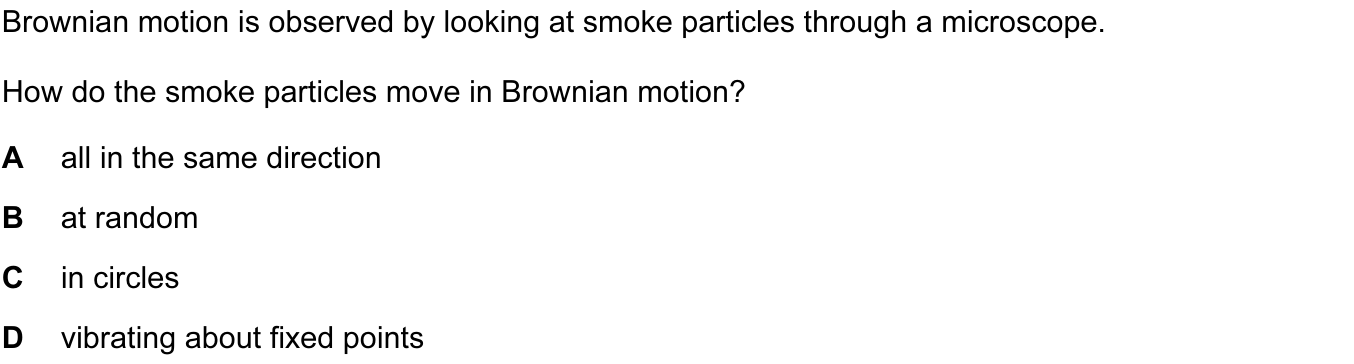 Brownian motion is observed by looking at smoke particles through a microscope.
How do the smoke particles move in Brownian motion?
A all in the same direction
B at random
C in circles
D vibrating about fixed points